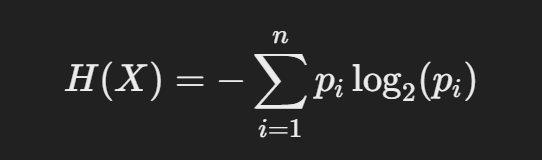 H(X) = − ∑_{i=1}^{n} p_i log_2(p_i)